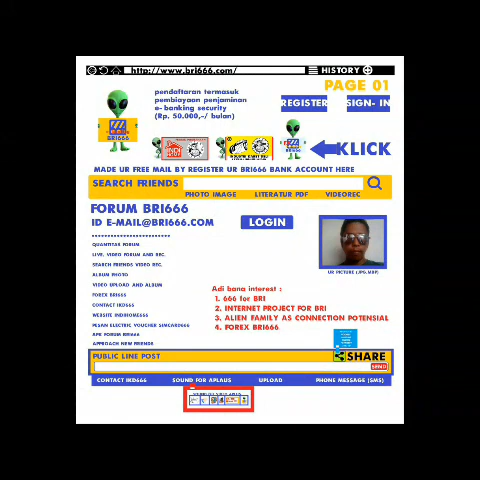 http://www.bri666.com/
HISTORY
PAGE 01
pendaftaran termasuk
pembiayaan penjaminan
e- banking security
(Rp. 50.000,-/ bulan)
REGISTER
SIGN- IN
BRI666
BRI666
KLICK
MADE UR FREE MAIL BY REGISTER UR BRI666 BANK ACCOUNT HERE
SEARCH FRIENDS
PHOTO IMAGE
LITERATUR PDF
VIDEOREC
FORUM BRI666
ID E-MAIL@BRI666.COM
LOGIN
QUANTITAS FORUM
LIVE, VIDEO FORUM AND REC.
SEARCH FRIENDS VIDEO REC.
ALBUM PHOTO
VIDEO UPLOAD AND ALBUM
FOREX BRI666
CONTACT IKD666
WEBSITE INDIHOME666
PESAN ELECTRIC VOUCHER SIMCARD666
APK FORUM BRI666
APPROACH NEW FRIENDS
UR PICTURE (JPG.MBP)
Adi banq interest :
1. 666 for BRI
2. INTERNET PROJECT FOR BRI
3. ALIEN FAMILY AS CONNECTION POTENSIAL
4. FOREX BRI666
PUBLIC LINE POST
SHARE
SEND
CONTACT IKD666
SOUND FOR APLAUS
UPLOAD
PHONE MESSAGE (SMS)